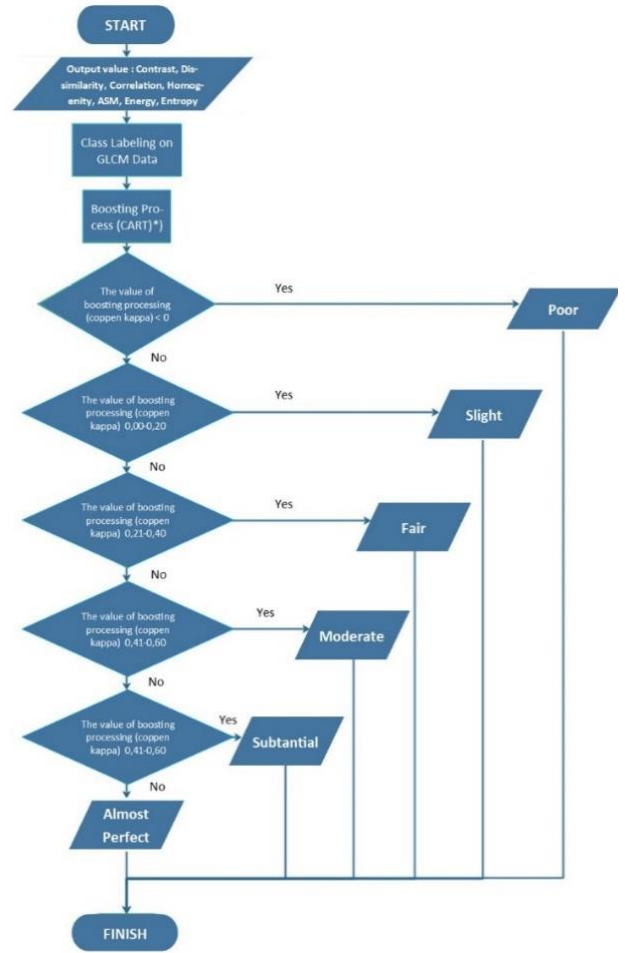 START
Output value : Contrast, Dis-
similarity, Correlation, Homog-
enity, ASM, Energy, Entropy
Class Labeling on
GLCM Data
Boosting Pro-
cess (CART)*)
The value of
boosting processing
(coppen kappa) < 0
Yes
Poor
No
The value of boosting
processing (coppen
kappa) 0,00-0,20
Yes
Slight
No
The value of boosting
processing (coppen
kappa) 0,21-0,40
Yes
Fair
No
The value of boosting
processing (coppen
kappa) 0,41-0,60
Yes
Moderate
No
The value of boosting
processing (coppen
kappa) 0,41-0,60
Yes
Subtantial
No
Almost
Perfect
FINISH